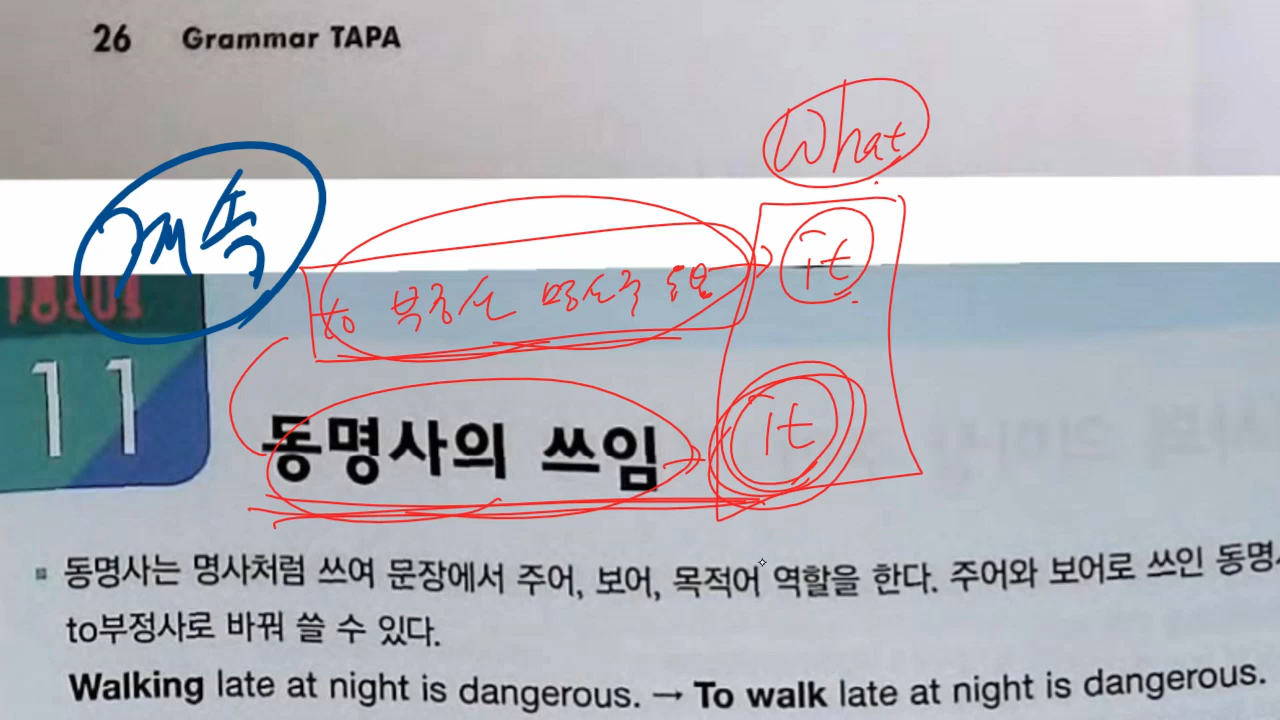 26 Grammar TAPA
What
계속
it
to 부정사 명사적 용법
FOCUS
11
동명사의 쓰임
it
동명사는 명사처럼 쓰여 문장에서 주어, 보어, 목적어 역할을 한다. 주어와 보어로 쓰인 동명
to부정사로 바꿔 쓸 수 있다.
Walking late at night is dangerous. → To walk late at night is dangerous.